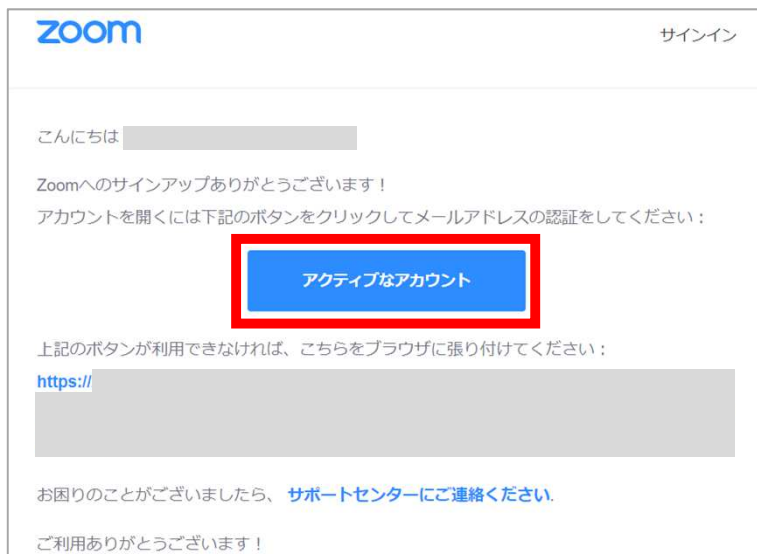 zoom
サインイン
こんにちは
Zoomへのサインアップありがとうございます！
アカウントを開くには下記のボタンをクリックしてメールアドレスの認証をしてください：
アクティブなアカウント
上記のボタンが利用できなければ、こちらをブラウザに張り付けてください：
https://
お困りのことがございましたら、 サポートセンターにご連絡ください.
ご利用ありがとうございます！